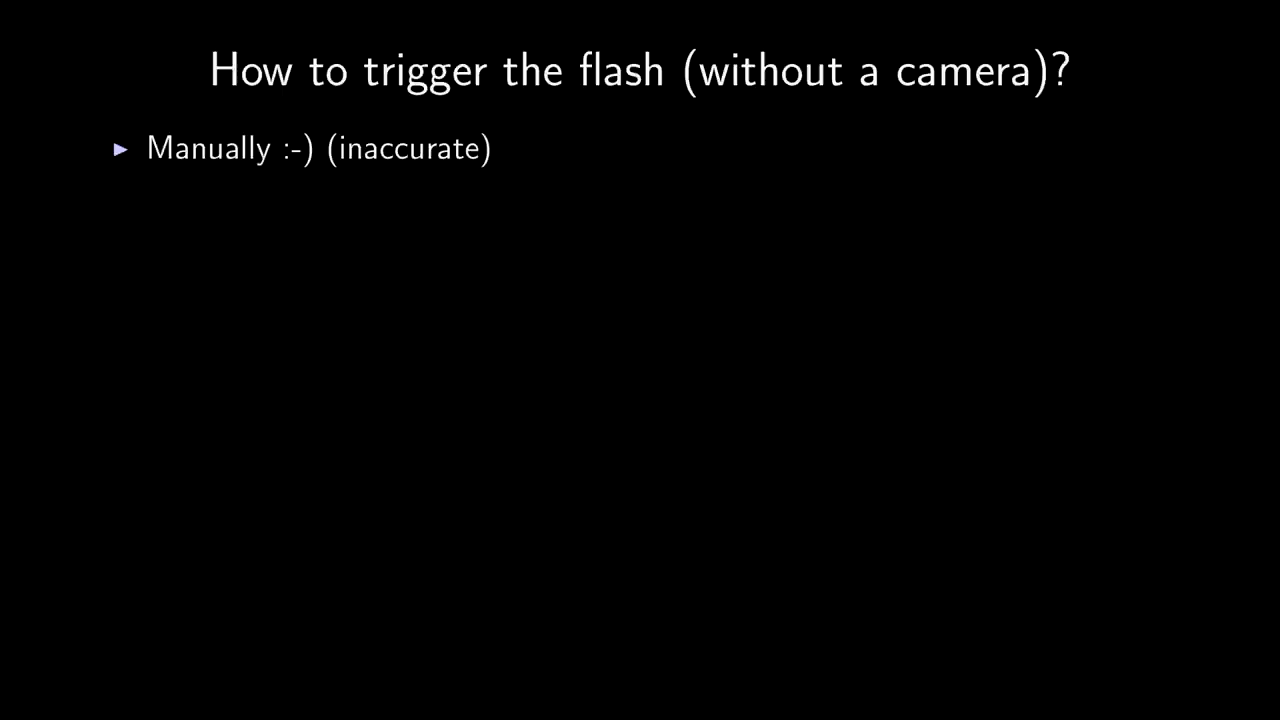 How to trigger the flash (without a camera)?
▶ Manually :-) (inaccurate)